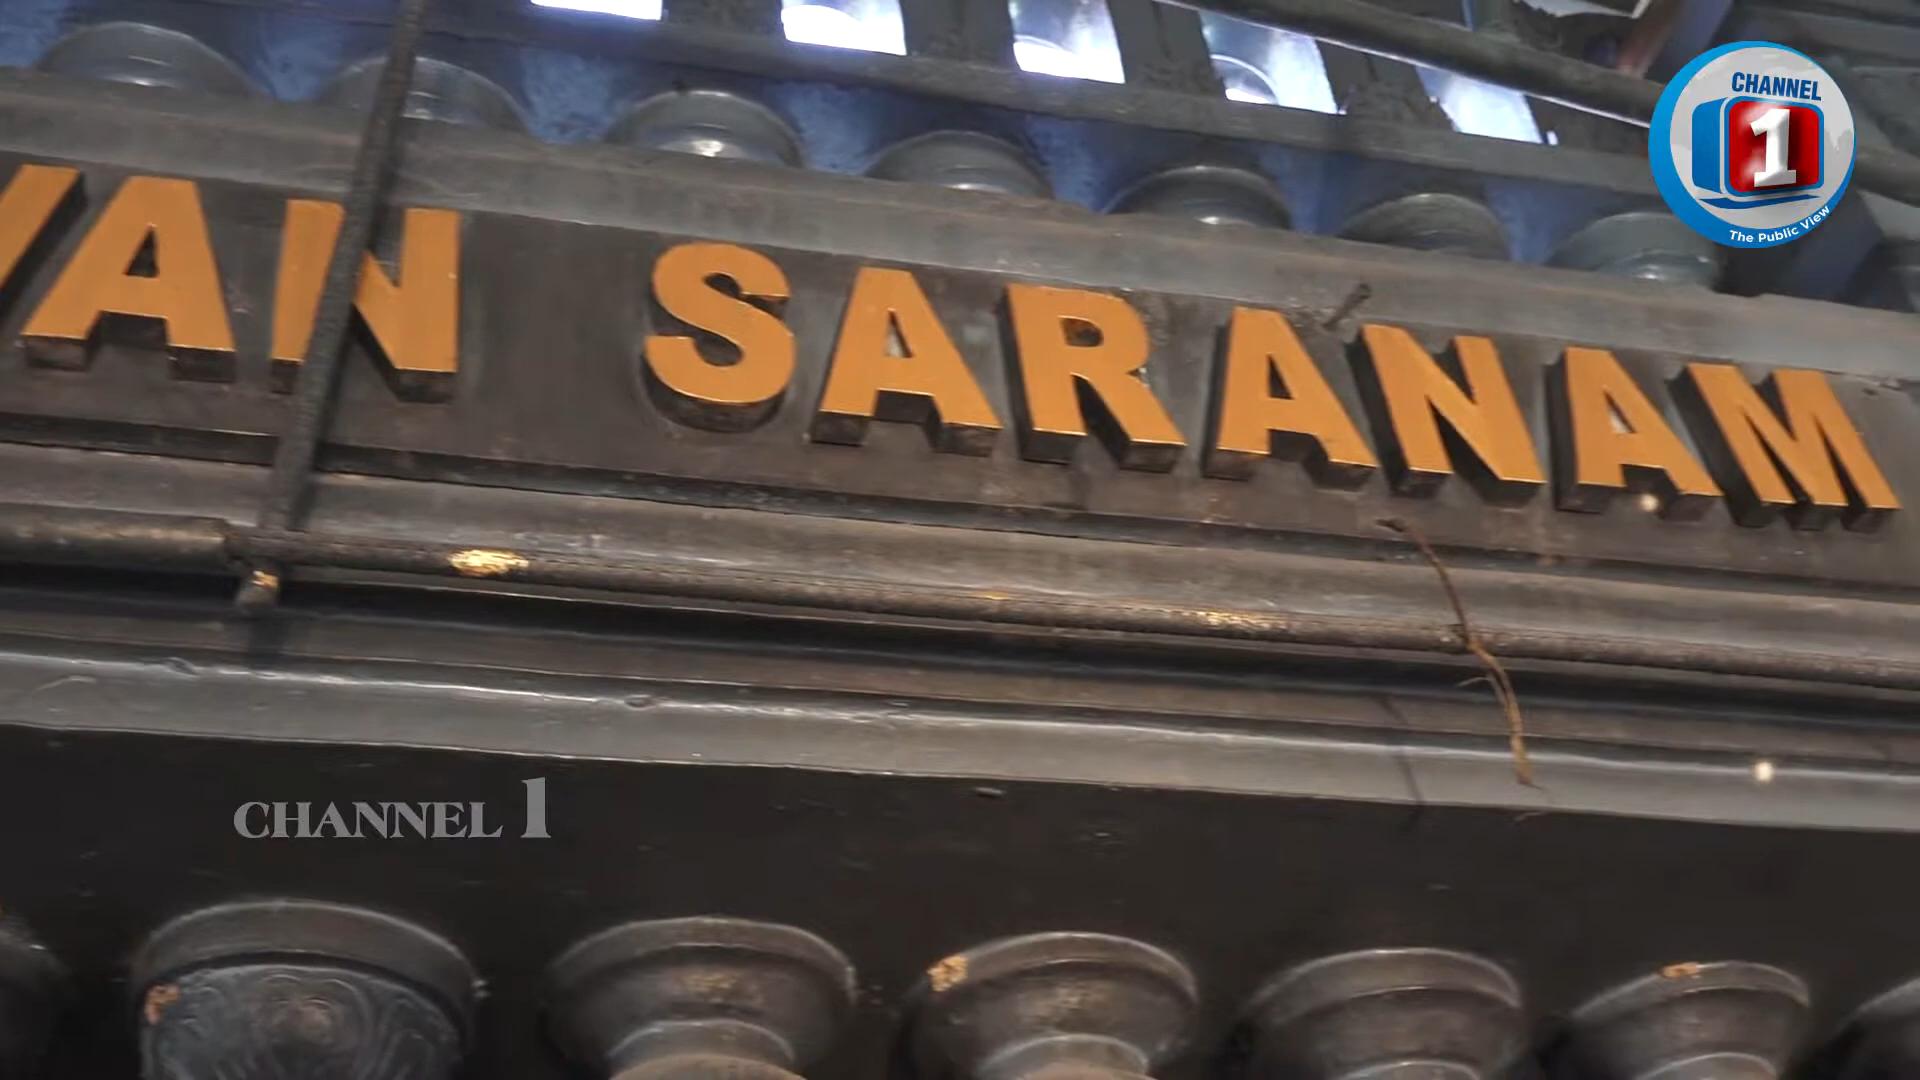 CHANNEL
1
The Public View
VAN SARANAM
CHANNEL 1